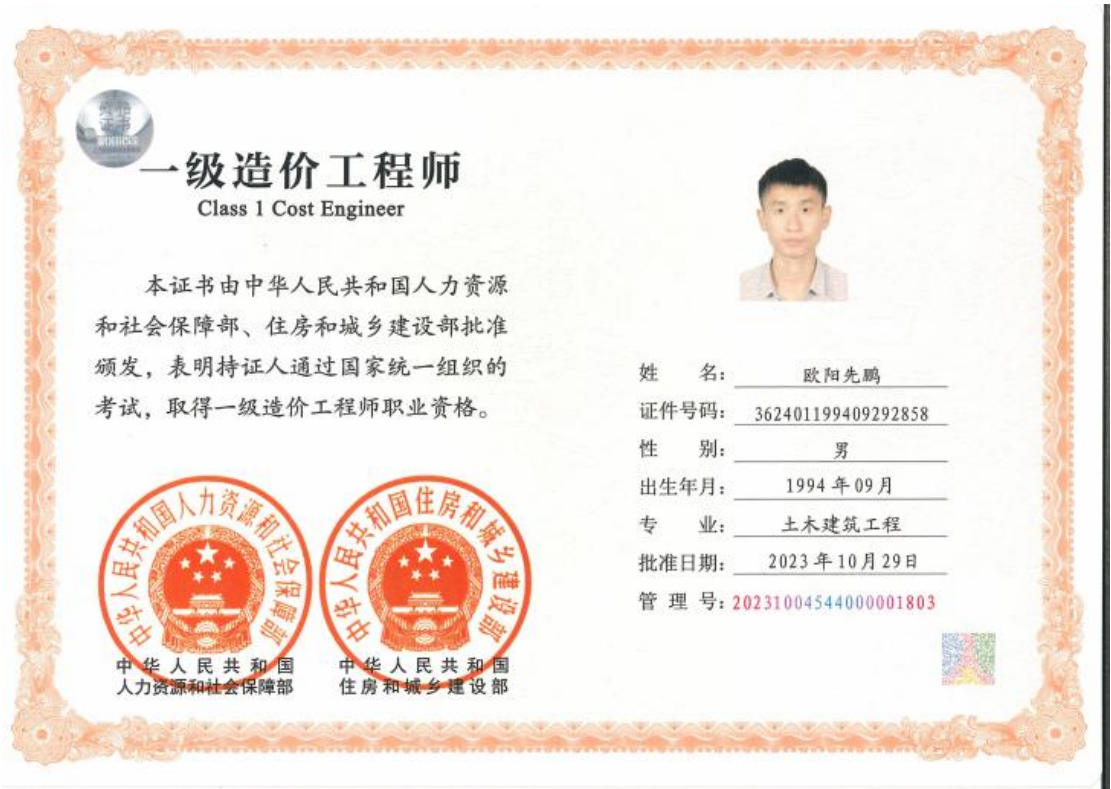 一级造价工程师
Class 1 Cost Engineer
本证书由中华人民共和国人力资源
和社会保障部、住房和城乡建设部批准
颁发，表明持证人通过国家统一组织的
考试，取得一级造价工程师职业资格。
中华人民共和国人力资源和社会保障部
中华人民共和国住房和城乡建设部
中华人民共和国
人力资源和社会保障部
中华人民共和国
住房和城乡建设部
姓 名：欧阳先鹏
证件号码：362401199409292858
性 别：男
出生年月：1994年09月
专 业：土木建筑工程
批准日期：2023年10月29日
管 理 号：20231004544000001803